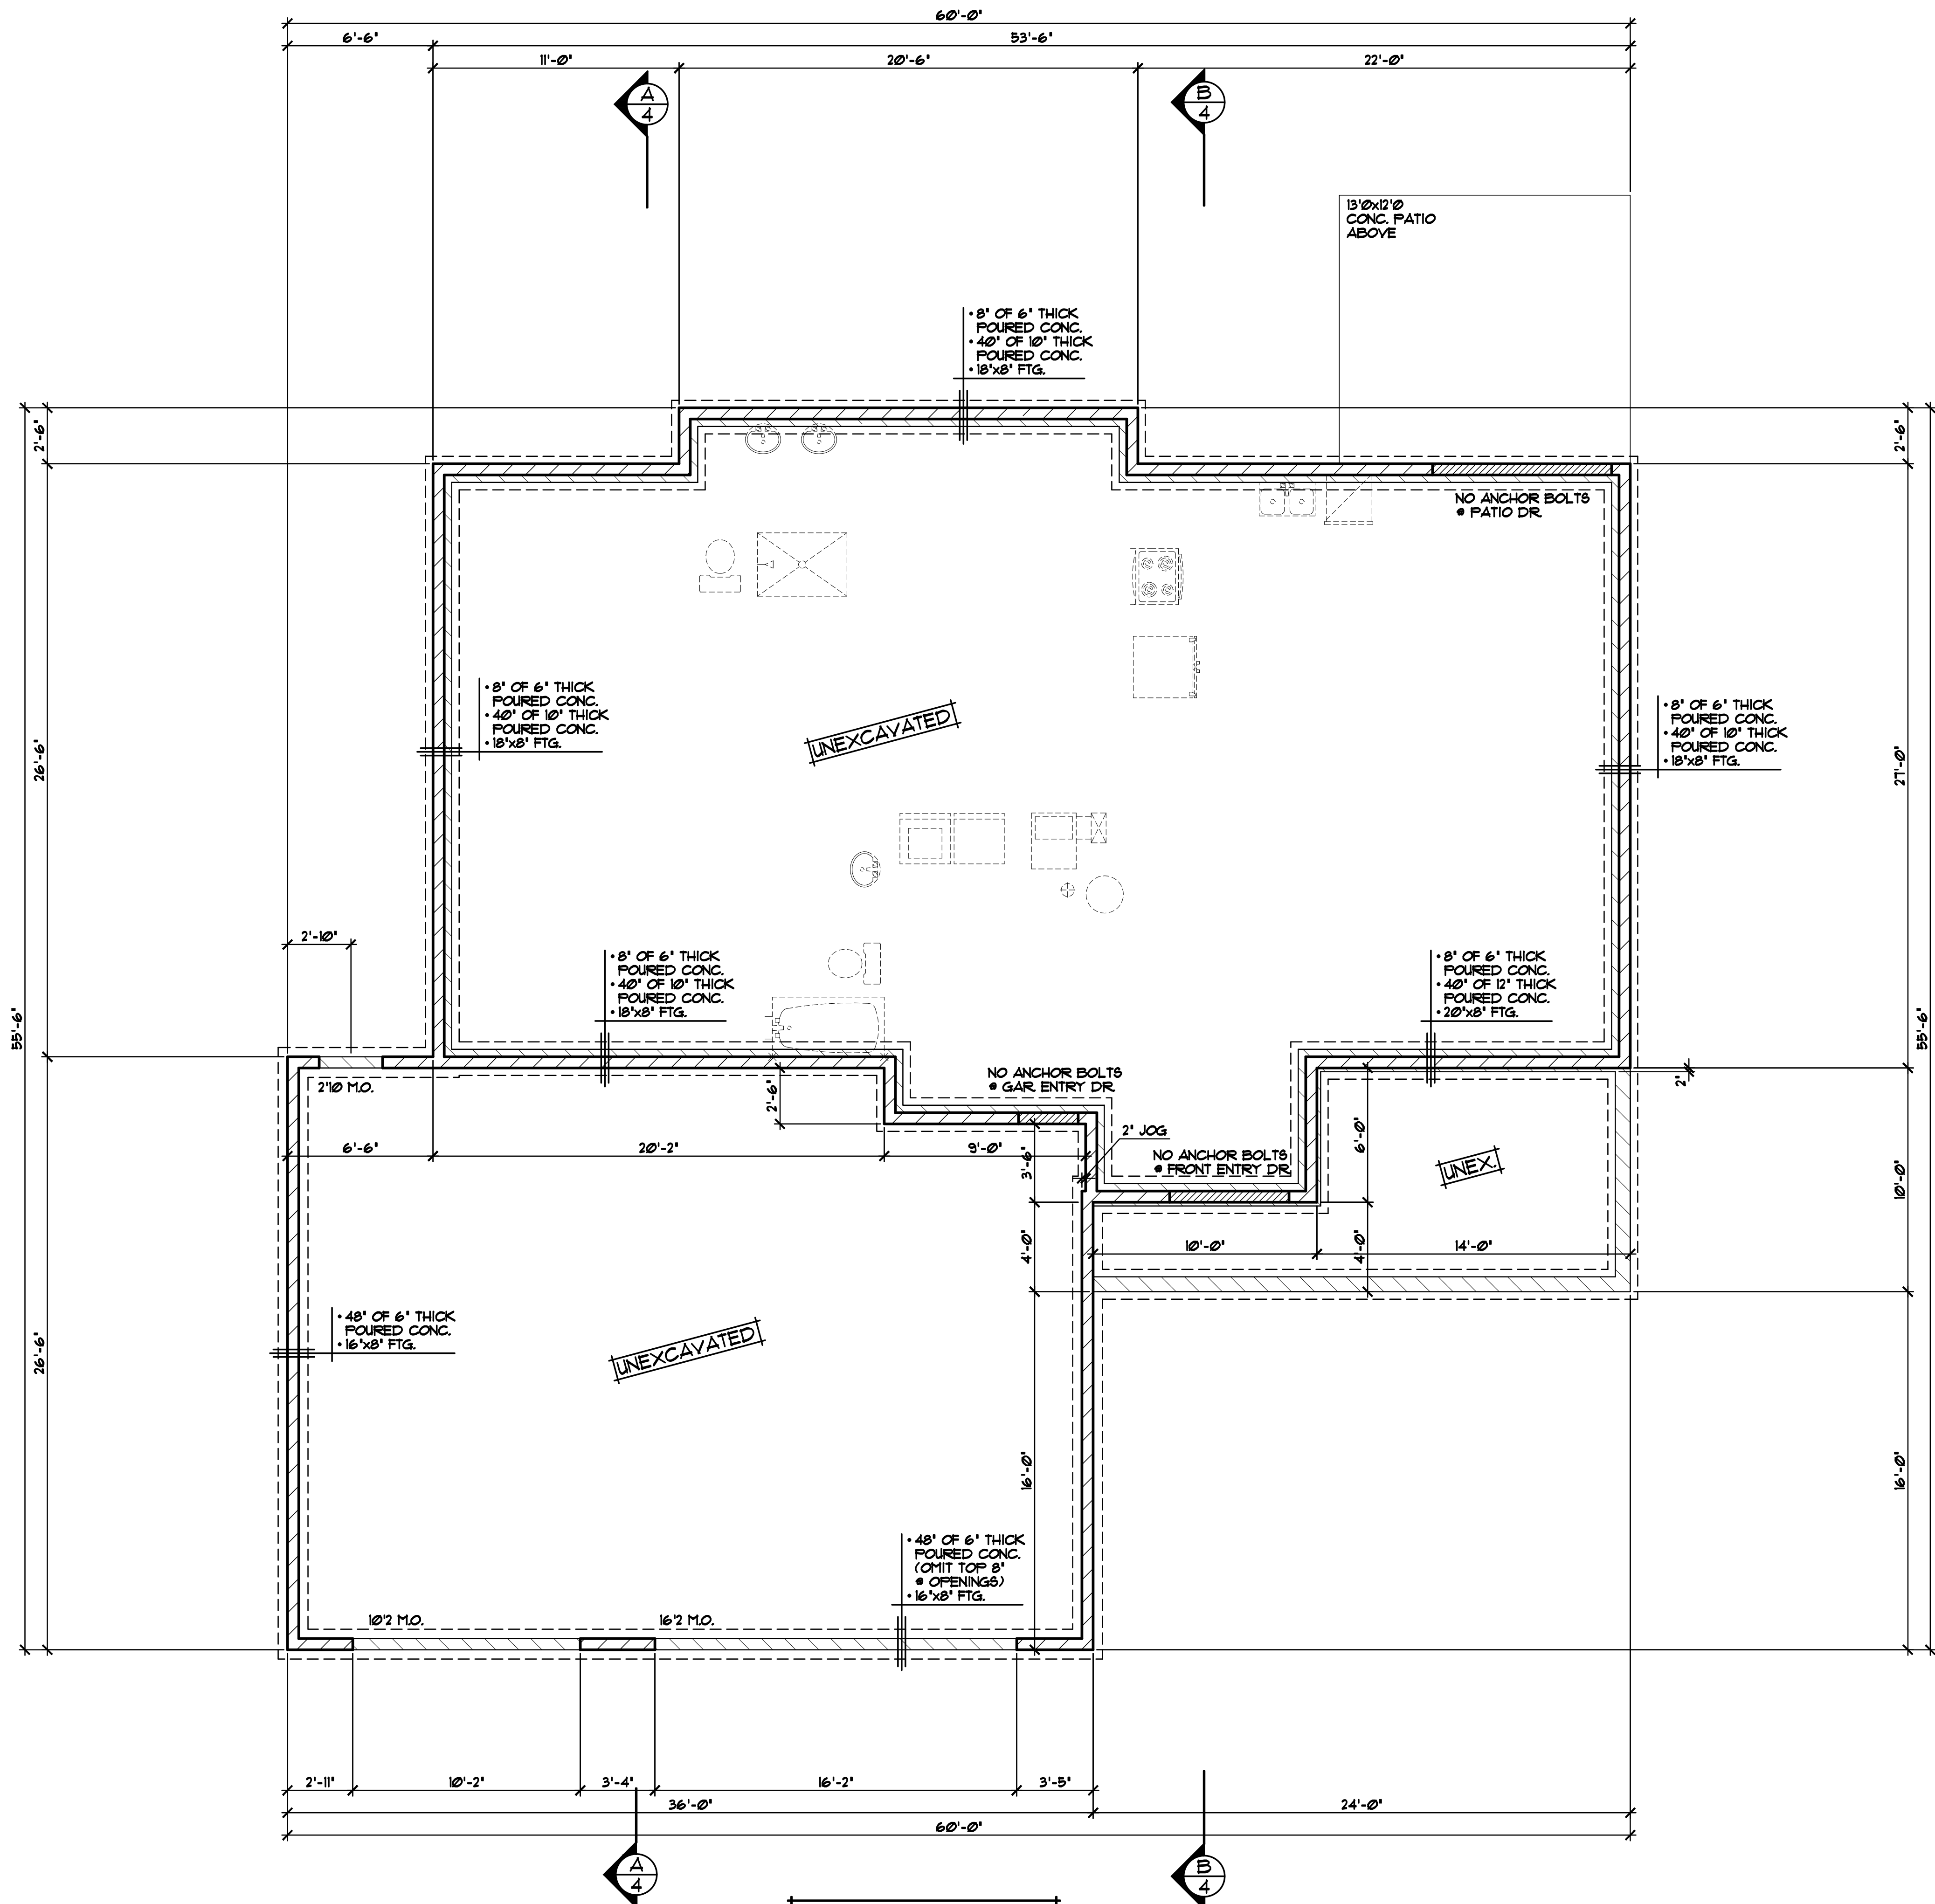 60'-0"
6'-6"
53'-6"
11'-0"
20'-6"
22'-0"
A
4
B
4
13'0x12'0
CONC. PATIO
ABOVE
• 8" OF 6" THICK
POURED CONC.
• 40" OF 10" THICK
POURED CONC.
• 18"x8" FTG.
2'-6"
2'-6"
NO ANCHOR BOLTS
@ PATIO DR.
• 8" OF 6" THICK
POURED CONC.
• 40" OF 10" THICK
POURED CONC.
• 18"x8" FTG.
UNEXCAVATED
• 8" OF 6" THICK
POURED CONC.
• 40" OF 10" THICK
POURED CONC.
• 18"x8" FTG.
26'-6"
27'-0"
2'-10"
• 8" OF 6" THICK
POURED CONC.
• 40" OF 10" THICK
POURED CONC.
• 18"x8" FTG.
• 8" OF 6" THICK
POURED CONC.
• 40" OF 12" THICK
POURED CONC.
• 20"x8" FTG.
55'-6"
55'-6"
2'10 M.O.
2'-6"
NO ANCHOR BOLTS
@ GAR. ENTRY DR.
2"
2" JOG
6'-6"
20'-2"
9'-0"
3'-6"
NO ANCHOR BOLTS
@ FRONT ENTRY DR.
6'-0"
UNEX.
10'-0"
4'-0"
10'-0"
4'-0"
14'-0"
• 48" OF 6" THICK
POURED CONC.
• 16"x8" FTG.
26'-6"
UNEXCAVATED
16'-0"
16'-0"
• 48" OF 6" THICK
POURED CONC.
(OMIT TOP 8"
@ OPENINGS)
• 16"x8" FTG.
10'2 M.O.
16'2 M.O.
2'-11"
10'-2"
3'-4"
16'-2"
3'-5"
36'-0"
24'-0"
60'-0"
A
4
B
4